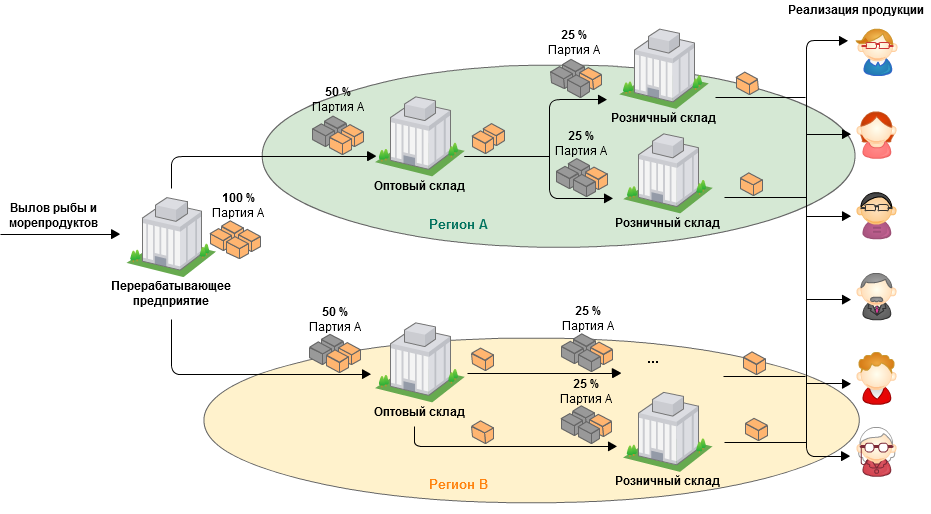 Реализация продукции
25 %
Партия А
Розничный склад
50 %
Партия А
Оптовый склад
25 %
Партия А
Розничный склад
Регион А
Вылов рыбы и
морепродуктов
100 %
Партия А
Перерабатывающее
предприятие
50 %
Партия А
Оптовый склад
25 %
Партия А
...
25 %
Партия А
Розничный склад
Регион В